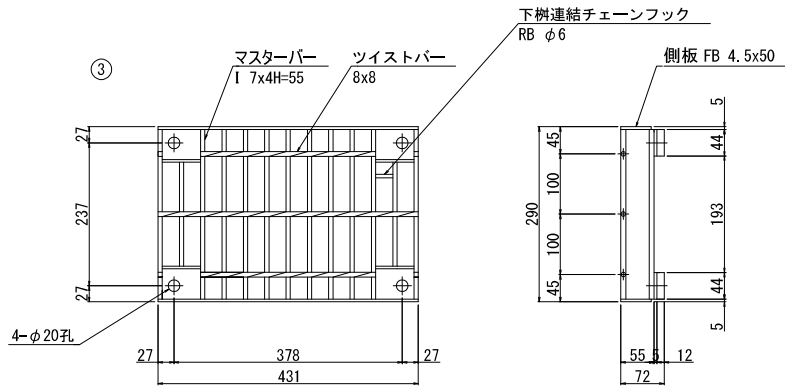 下桝連結チェーンフック
RB φ6
③
マスターバー
I 7x4H=55
ツイストバー
8x8
側板 FB 4.5x50
27
237
27
4-φ20孔
27
378
27
431
290
45
100
100
45
5
44
193
44
5
55
5
12
72